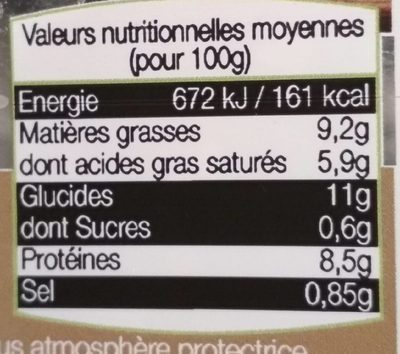 Valeurs nutritionnelles moyennes
(pour 100g)
Energie 672 kJ / 161 kcal
Matières grasses 9,2g
dont acides gras saturés 5,9g
Glucides 11g
dont Sucres 0,6g
Protéines 8,5g
Sel 0,85g
us atmosphère protectrice